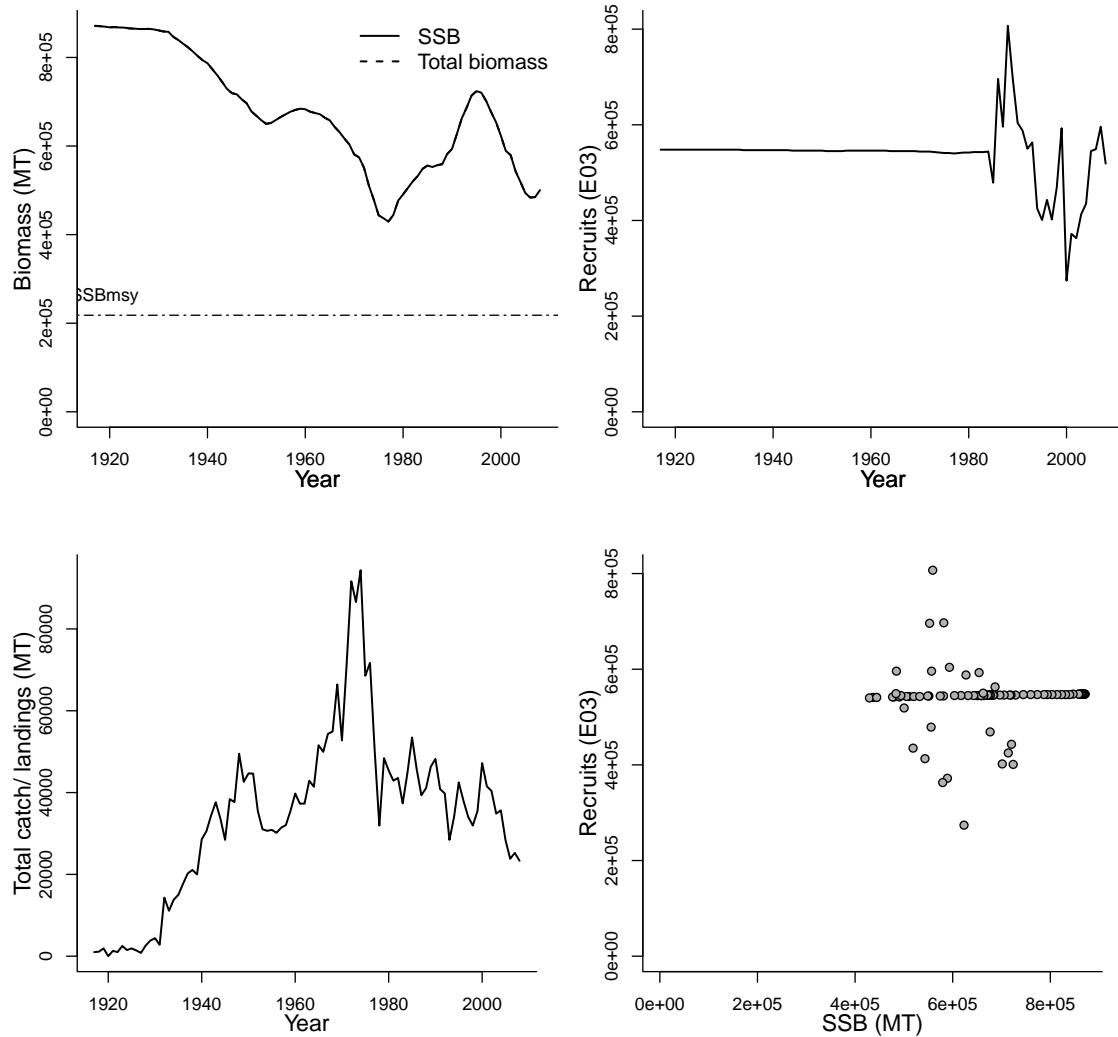 SSB
Total biomass
Biomass (MT)
0e+00 2e+05 4e+05 6e+05 8e+05
SSBmsy
1920 1940 1960 1980 2000
Year
Recruits (E03)
0e+00 2e+05 4e+05 6e+05 8e+05
1920 1940 1960 1980 2000
Year
Total catch/ landings (MT)
0 20000 40000 60000 80000
1920 1940 1960 1980 2000
Year
Recruits (E03)
0e+00 2e+05 4e+05 6e+05 8e+05
0e+00 2e+05 4e+05 6e+05 8e+05
SSB (MT)